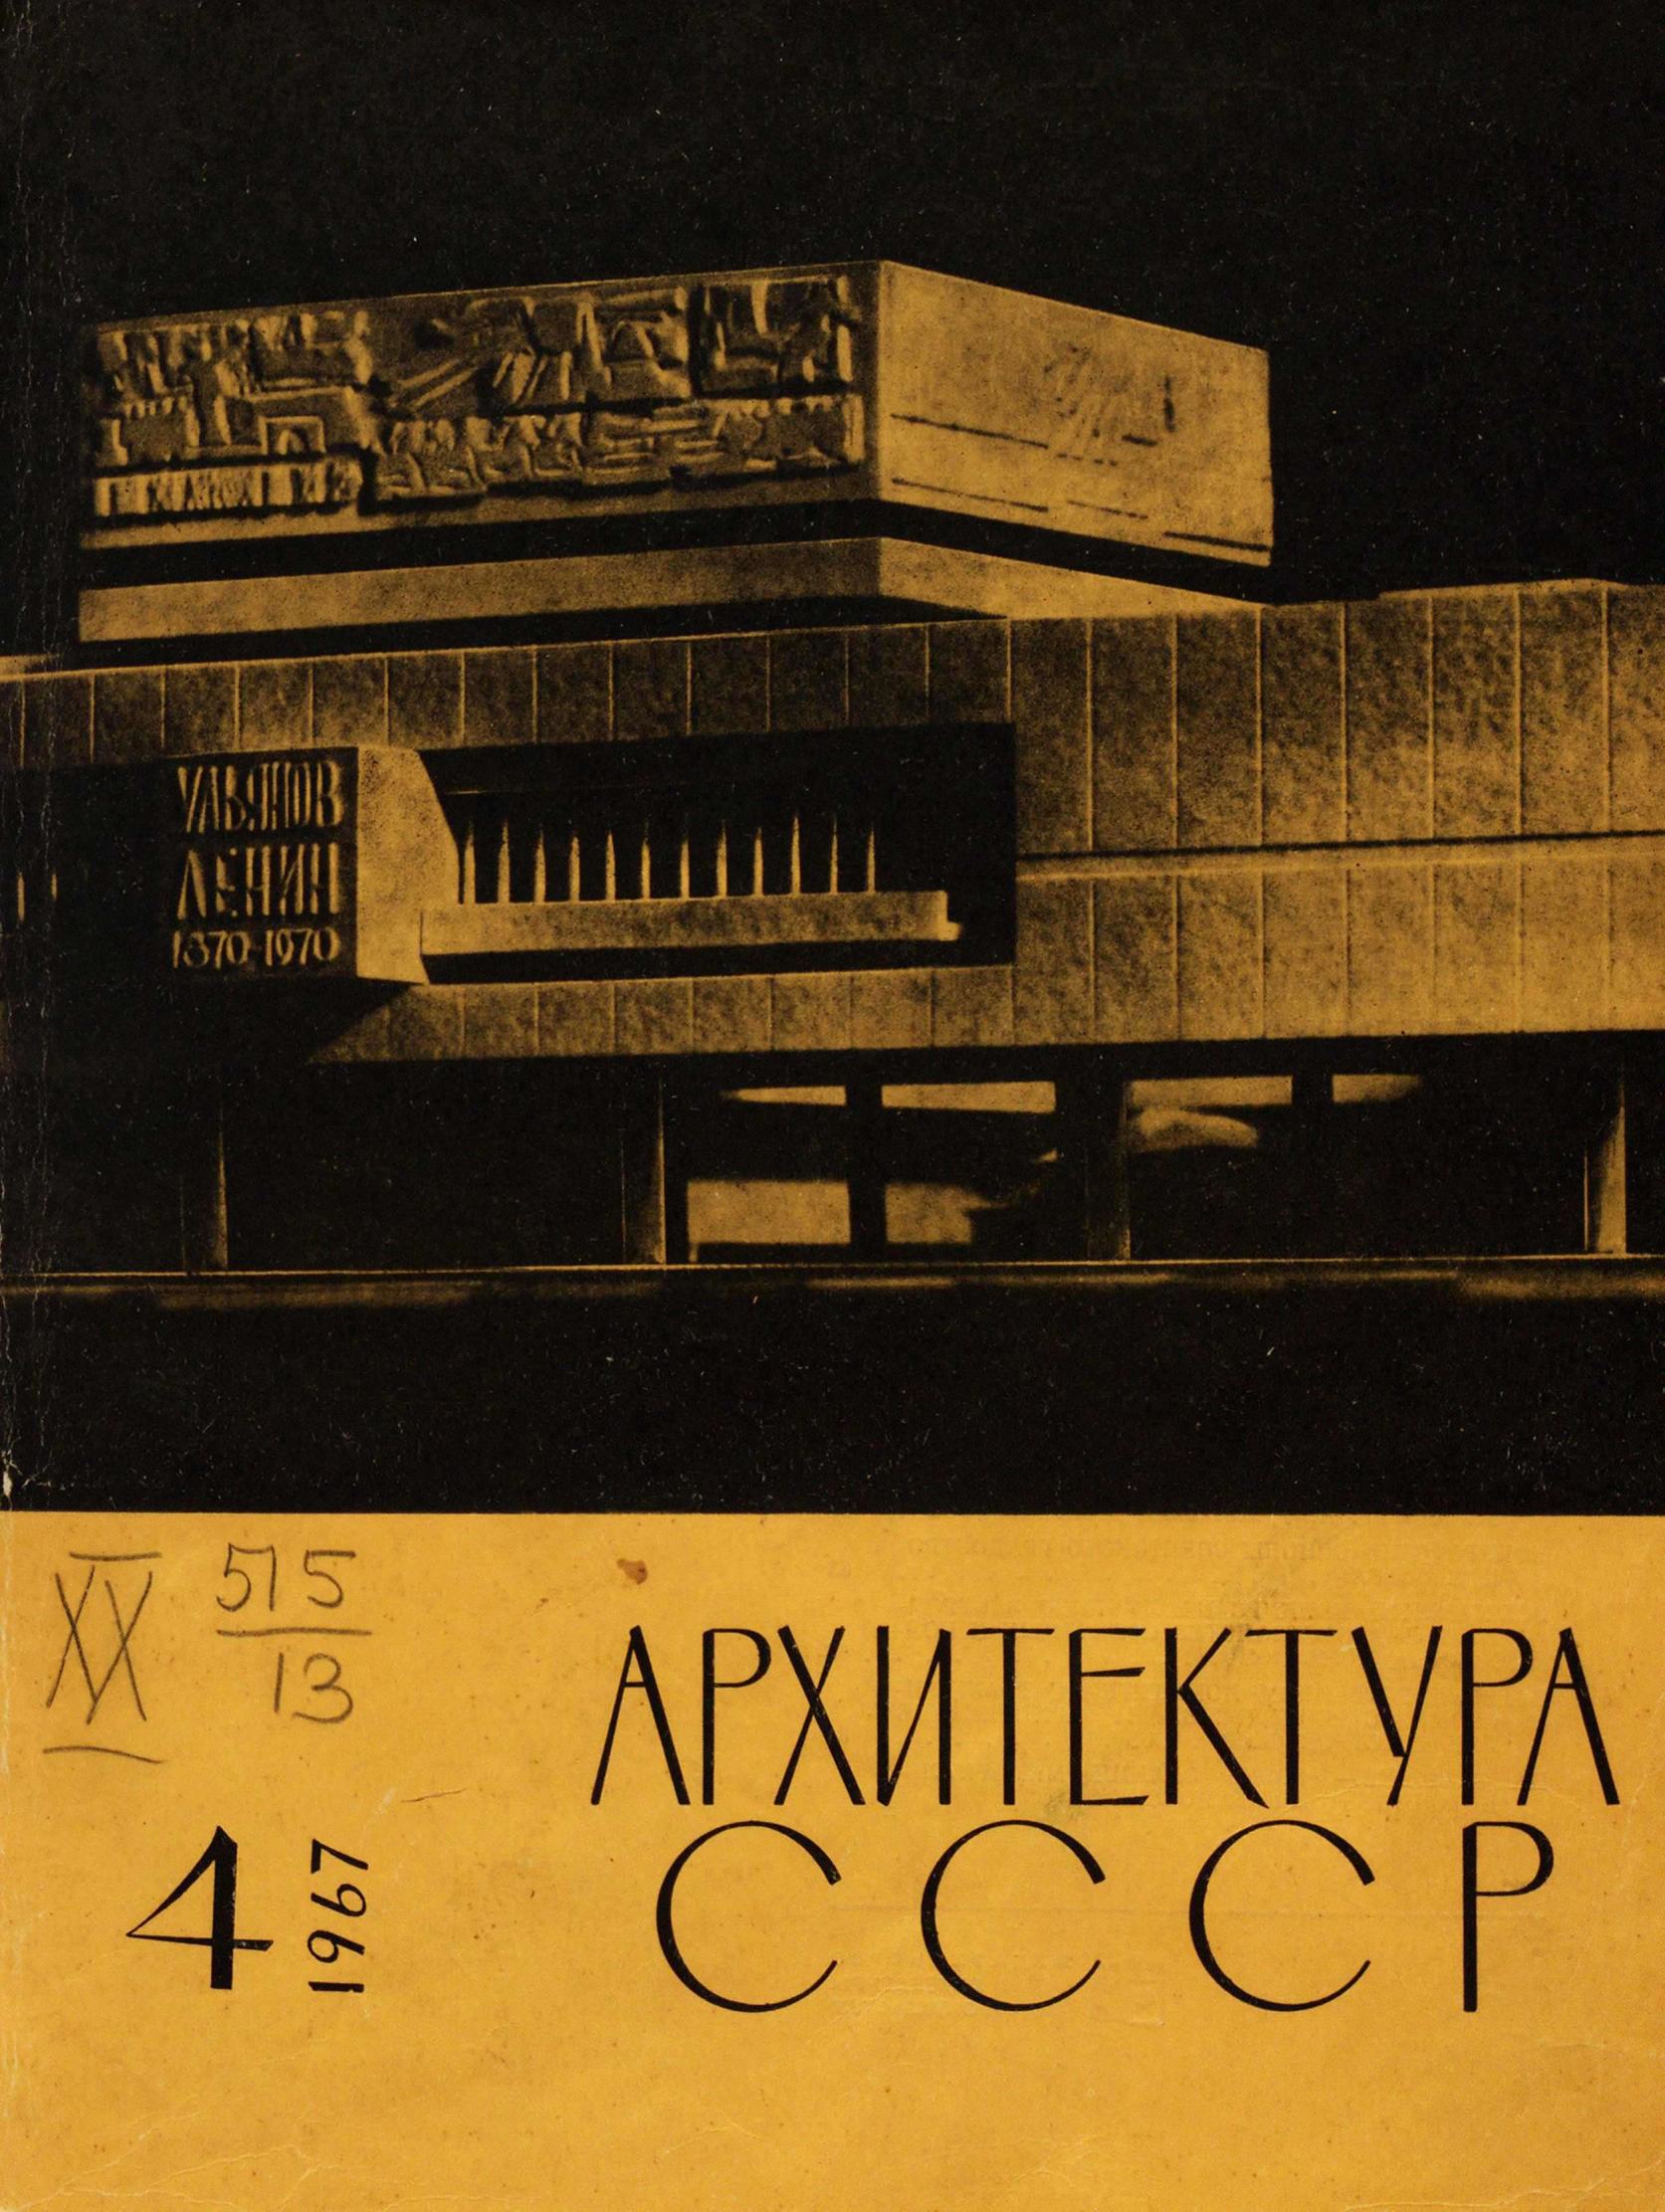 УЛЬЯНОВ
ЛЕНИН
1870-1970
XX 515
13
АРХИТЕКТУРА
СССР
4 1967